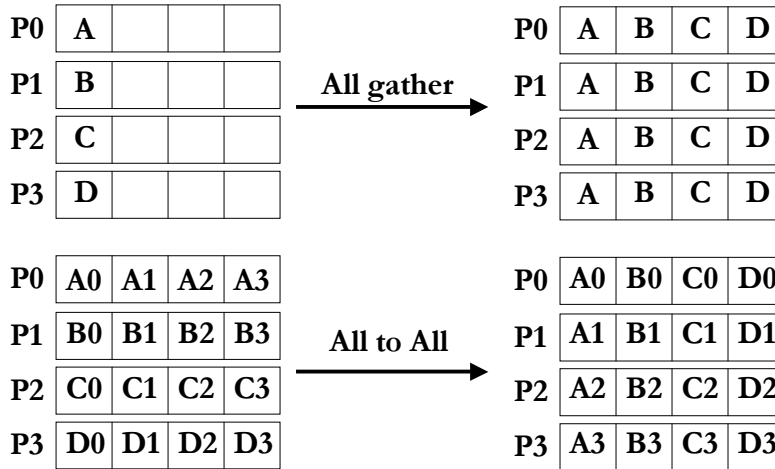 P0 A P0 A B C D
P1 B All gather P1 A B C D
P2 C P2 A B C D
P3 D P3 A B C D
P0 A0 A1 A2 A3 P0 A0 B0 C0 D0
P1 B0 B1 B2 B3 All to All P1 A1 B1 C1 D1
P2 C0 C1 C2 C3 P2 A2 B2 C2 D2
P3 D0 D1 D2 D3 P3 A3 B3 C3 D3